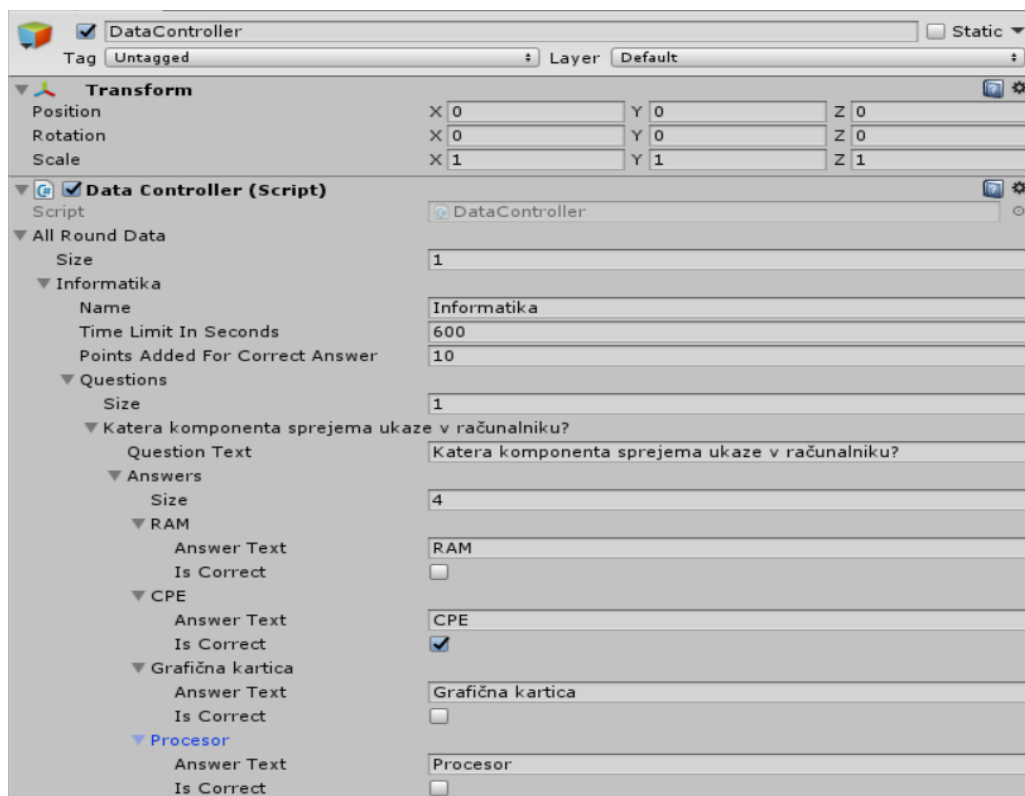 DataController Static
Tag Untagged Layer Default
Transform
Position X 0 Y 0 Z 0
Rotation X 0 Y 0 Z 0
Scale X 1 Y 1 Z 1
Data Controller (Script)
Script DataController
All Round Data
Size 1
Informatika
Name Informatika
Time Limit In Seconds 600
Points Added For Correct Answer 10
Questions
Size 1
Katera komponenta sprejema ukaze v računalniku?
Question Text Katera komponenta sprejema ukaze v računalniku?
Answers
Size 4
RAM
Answer Text RAM
Is Correct
CPE
Answer Text CPE
Is Correct
Grafična kartica
Answer Text Grafična kartica
Is Correct
Procesor
Answer Text Procesor
Is Correct